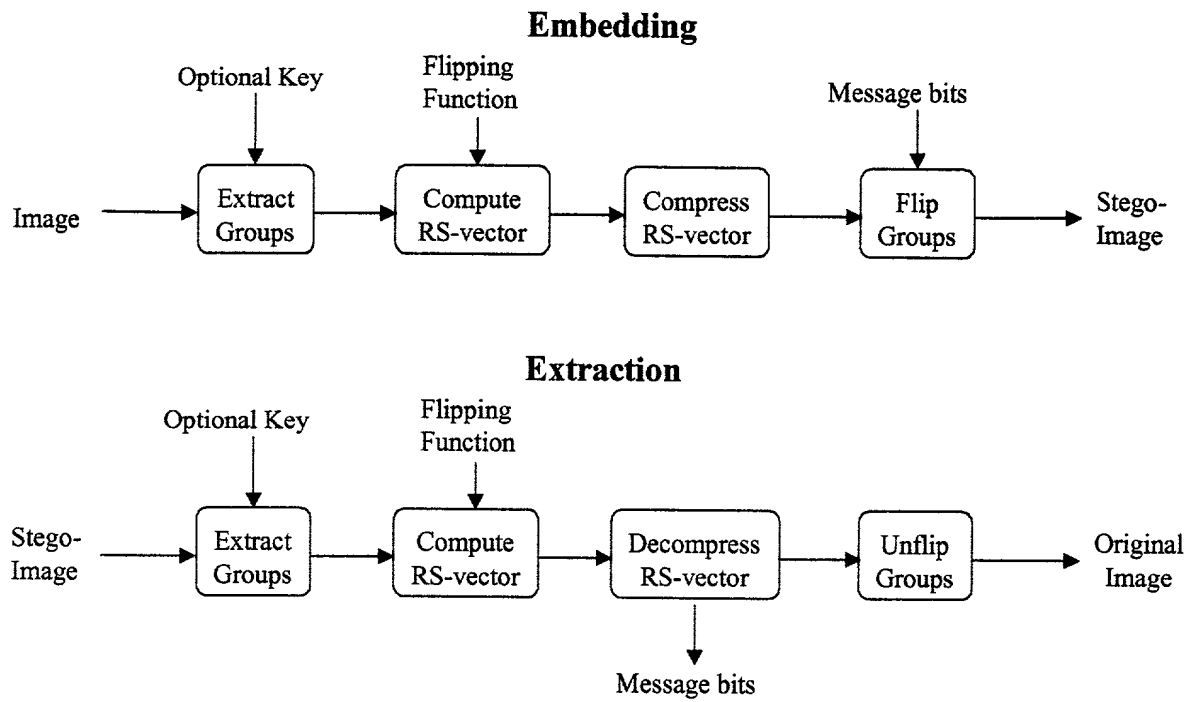 Embedding
Optional Key
Flipping
Function
Message bits
Image
Extract
Groups
Compute
RS-vector
Compress
RS-vector
Flip
Groups
Stego-
Image
Extraction
Optional Key
Flipping
Function
Stego-
Image
Extract
Groups
Compute
RS-vector
Decompress
RS-vector
Unflip
Groups
Original
Image
Message bits